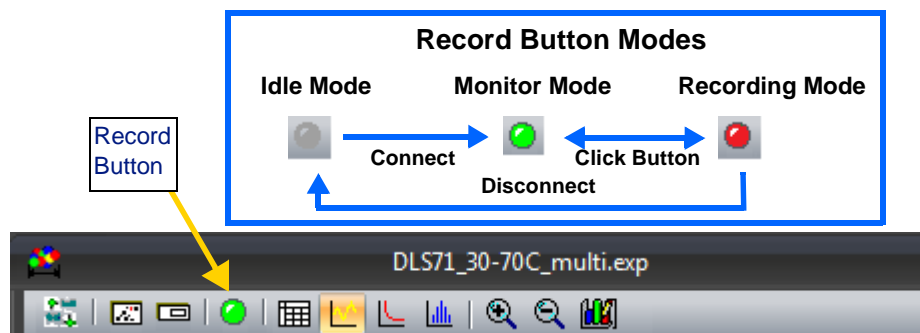 Record Button Modes
Idle Mode Monitor Mode Recording Mode
Record
Button
Connect Click Button
Disconnect
DLS71_30-70C_multi.exp